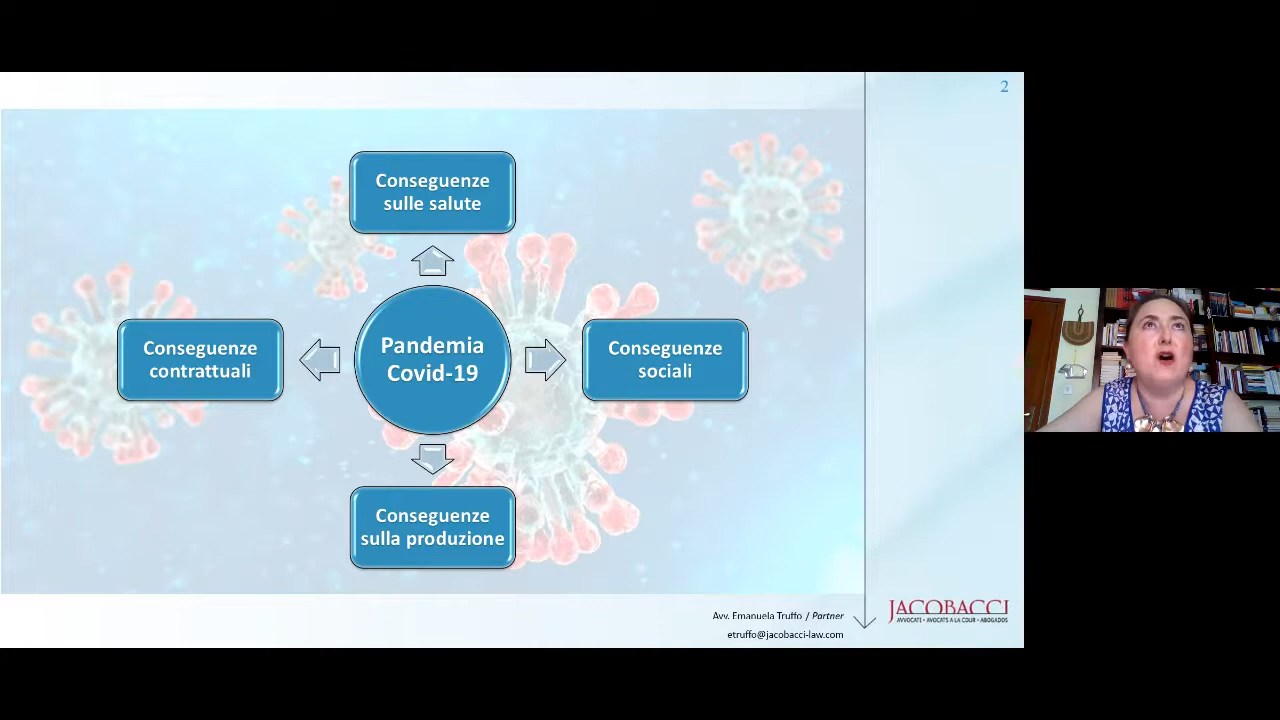 2
Conseguenze
sulle salute
Conseguenze
contrattuali
Pandemia
Covid-19
Conseguenze
sociali
Conseguenze
sulla produzione
Avv. Emanuela Truffo / Partner
etruffo@jacobacci-law.com
JACOBACCI
AVVOCATI • AVOCATS A LA COUR • ABOGADOS